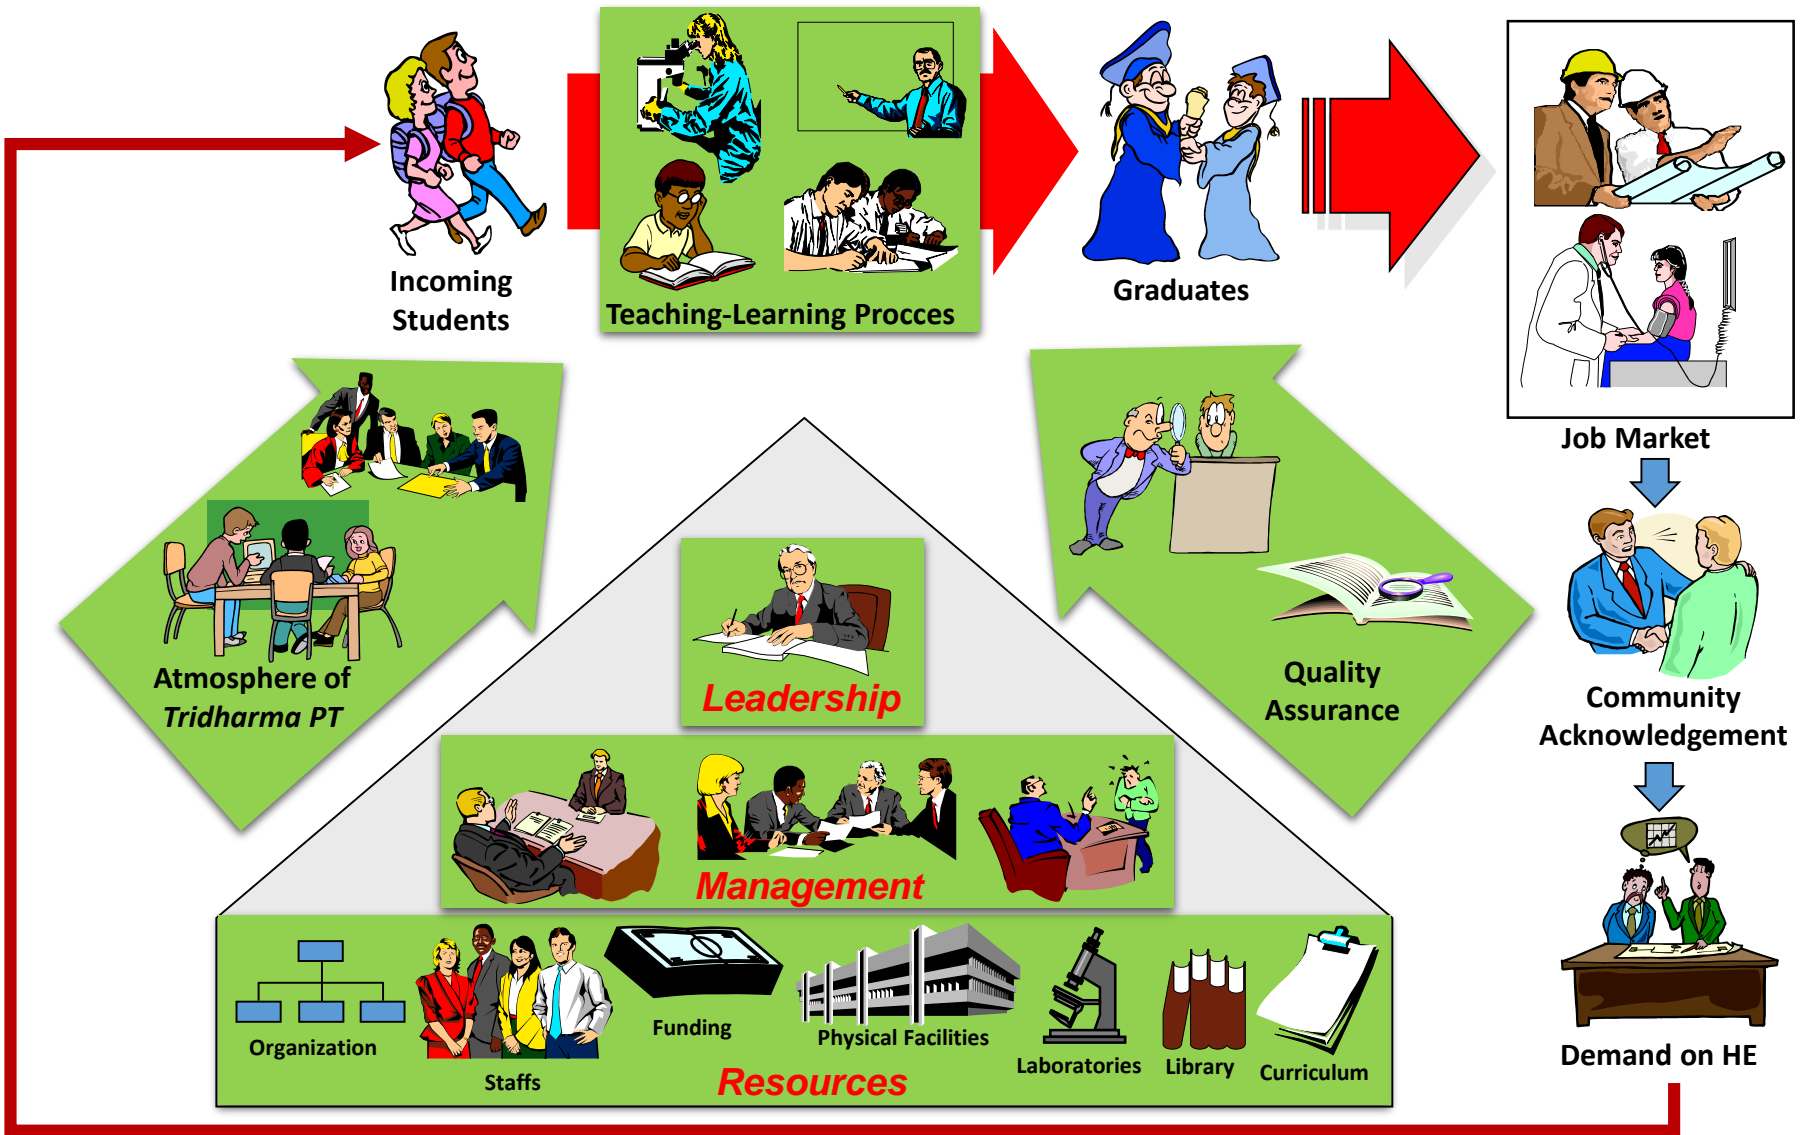 Incoming
Students
Teaching-Learning Procces
Graduates
Job Market
Atmosphere of
Tridharma PT
Leadership
Quality
Assurance
Community
Acknowledgement
Management
Organization
Staffs
Funding
Physical Facilities
Laboratories
Library
Curriculum
Resources
Demand on HE